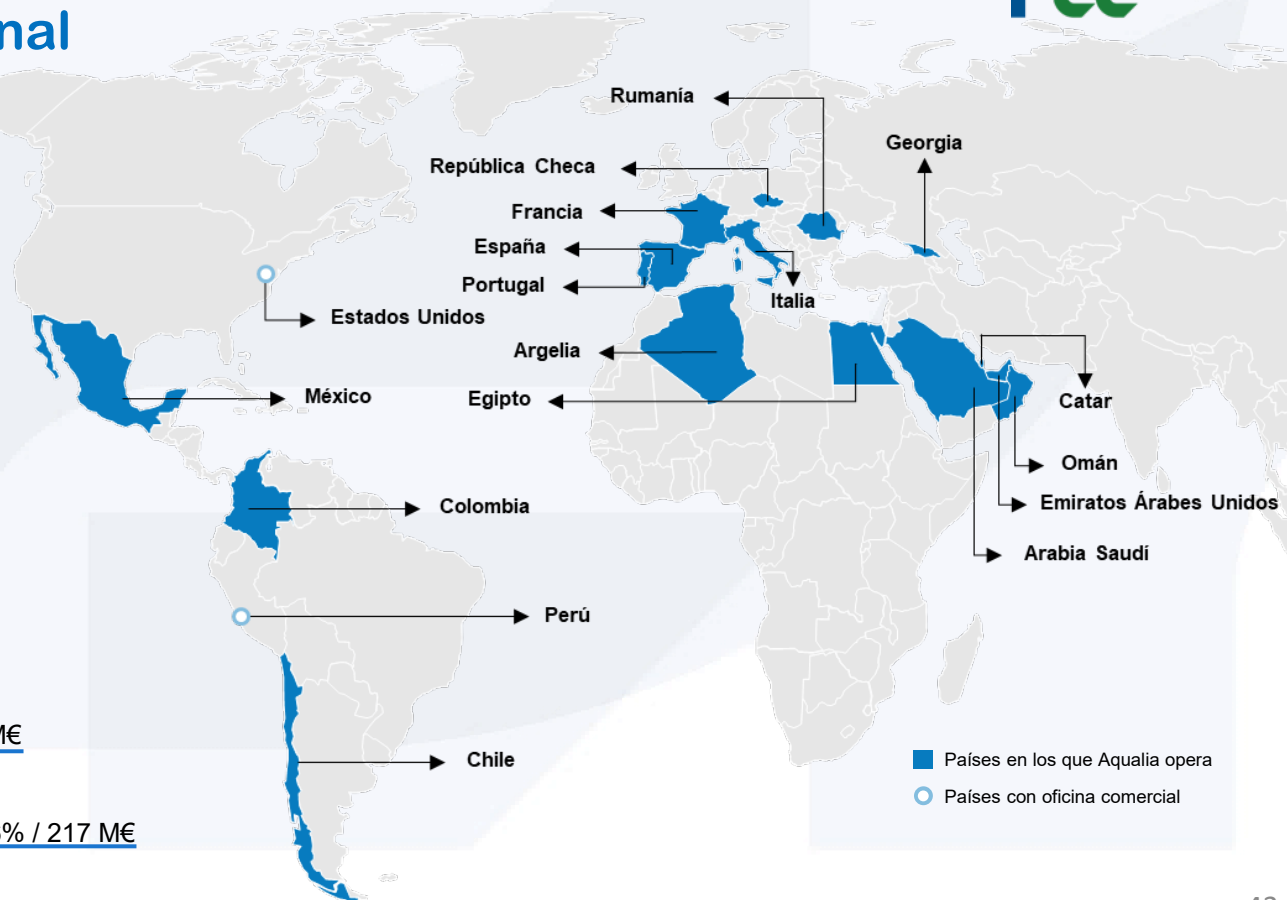 Rumanía
Georgia
República Checa
Francia
España
Portugal
Italia
Estados Unidos
Argelia
México
Egipto
Catar
Omán
Colombia
Emiratos Árabes Unidos
Arabia Saudí
Perú
M€
Chile
Países en los que Aqualia opera
Países con oficina comercial
% / 217 M€